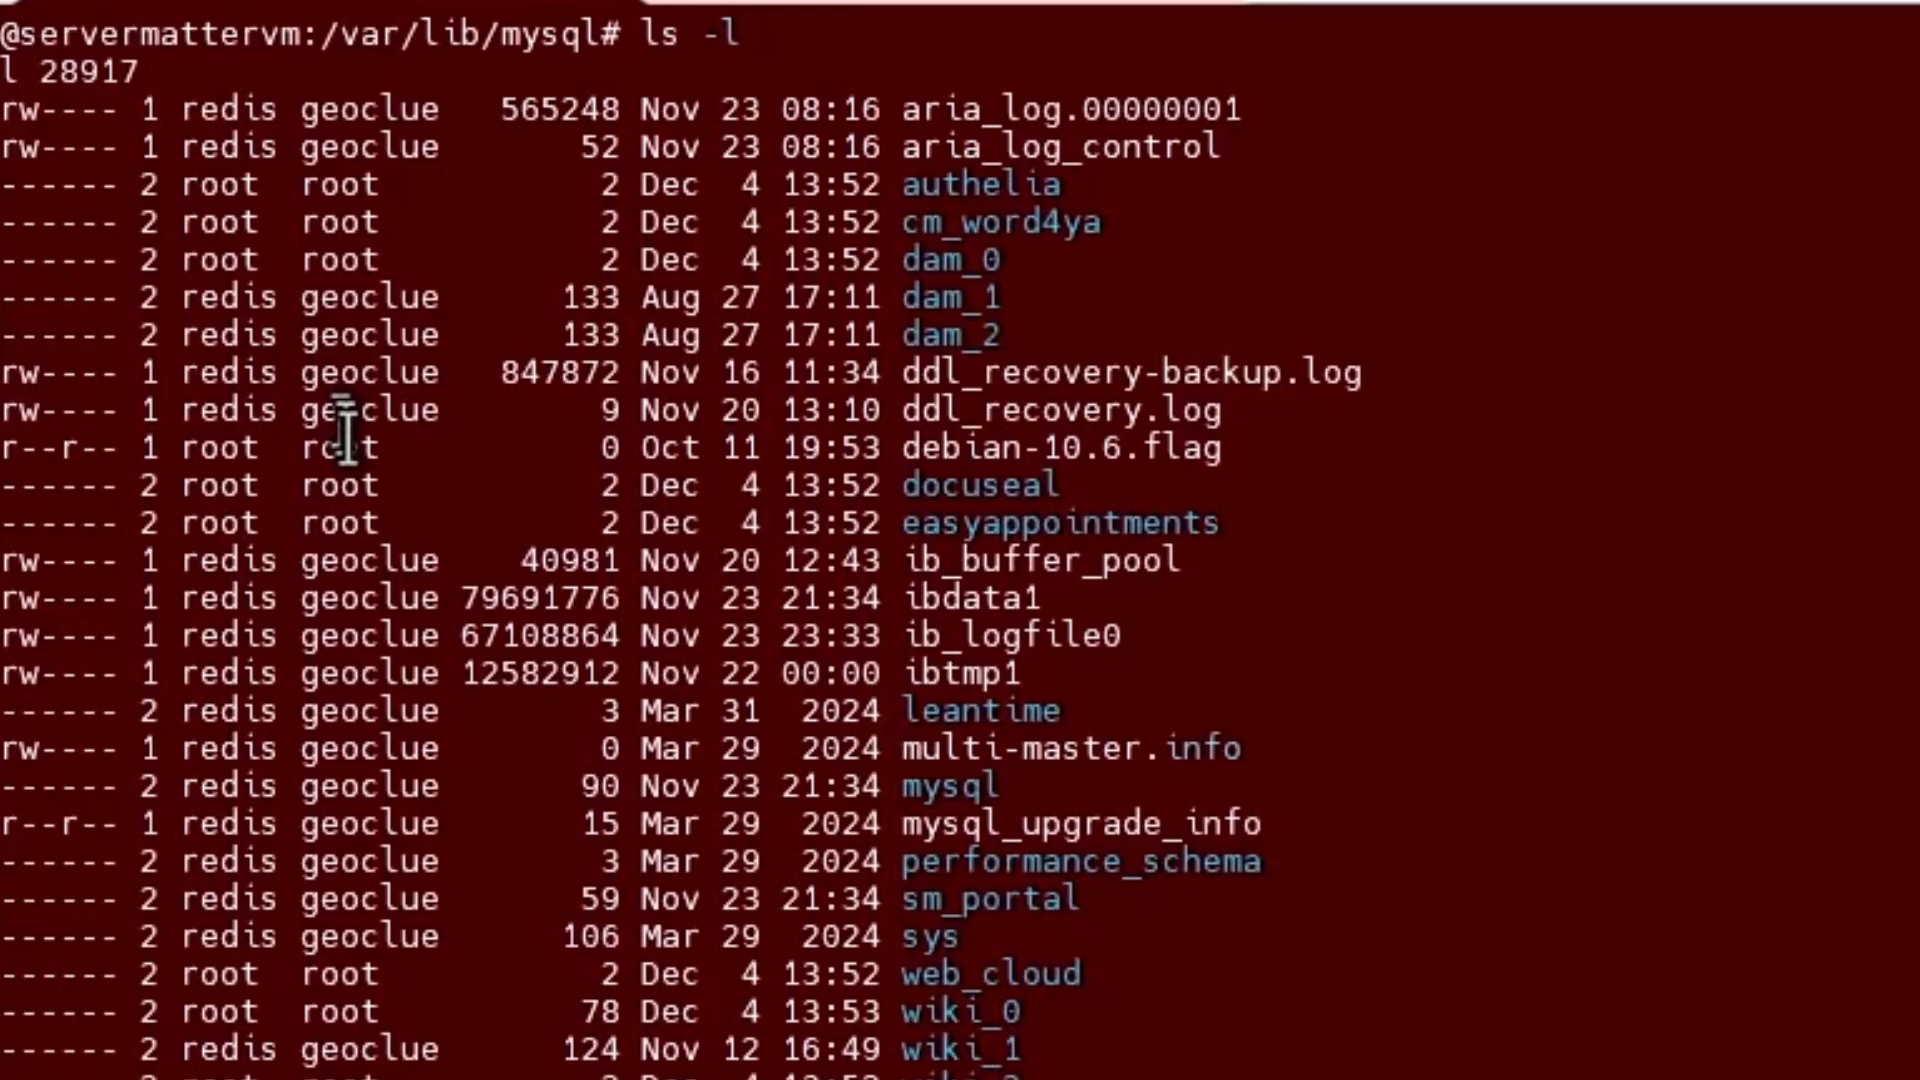 @servermattervm:/var/lib/mysql# ls -l
l 28917
rw---- 1 redis geoclue 565248 Nov 23 08:16 aria_log.00000001
rw---- 1 redis geoclue 52 Nov 23 08:16 aria_log_control
------ 2 root root 2 Dec 4 13:52 authelia
------ 2 root root 2 Dec 4 13:52 cm_word4ya
------ 2 root root 2 Dec 4 13:52 dam_0
------ 2 redis geoclue 133 Aug 27 17:11 dam_1
------ 2 redis geoclue 133 Aug 27 17:11 dam_2
rw---- 1 redis geoclue 847872 Nov 16 11:34 ddl_recovery-backup.log
rw---- 1 redis geoclue 9 Nov 20 13:10 ddl_recovery.log
r--r-- 1 root root 0 Oct 11 19:53 debian-10.6.flag
------ 2 root root 2 Dec 4 13:52 docuseal
------ 2 root root 2 Dec 4 13:52 easyappointments
rw---- 1 redis geoclue 40981 Nov 20 12:43 ib_buffer_pool
rw---- 1 redis geoclue 79691776 Nov 23 21:34 ibdata1
rw---- 1 redis geoclue 67108864 Nov 23 23:33 ib_logfile0
rw---- 1 redis geoclue 12582912 Nov 22 00:00 ibtmp1
------ 2 redis geoclue 3 Mar 31 2024 leantime
rw---- 1 redis geoclue 0 Mar 29 2024 multi-master.info
------ 2 redis geoclue 90 Nov 23 21:34 mysql
r--r-- 1 redis geoclue 15 Mar 29 2024 mysql_upgrade_info
------ 2 redis geoclue 3 Mar 29 2024 performance_schema
------ 2 redis geoclue 59 Nov 23 21:34 sm_portal
------ 2 redis geoclue 106 Mar 29 2024 sys
------ 2 root root 2 Dec 4 13:52 web_cloud
------ 2 root root 78 Dec 4 13:53 wiki_0
------ 2 redis geoclue 124 Nov 12 16:49 wiki_1